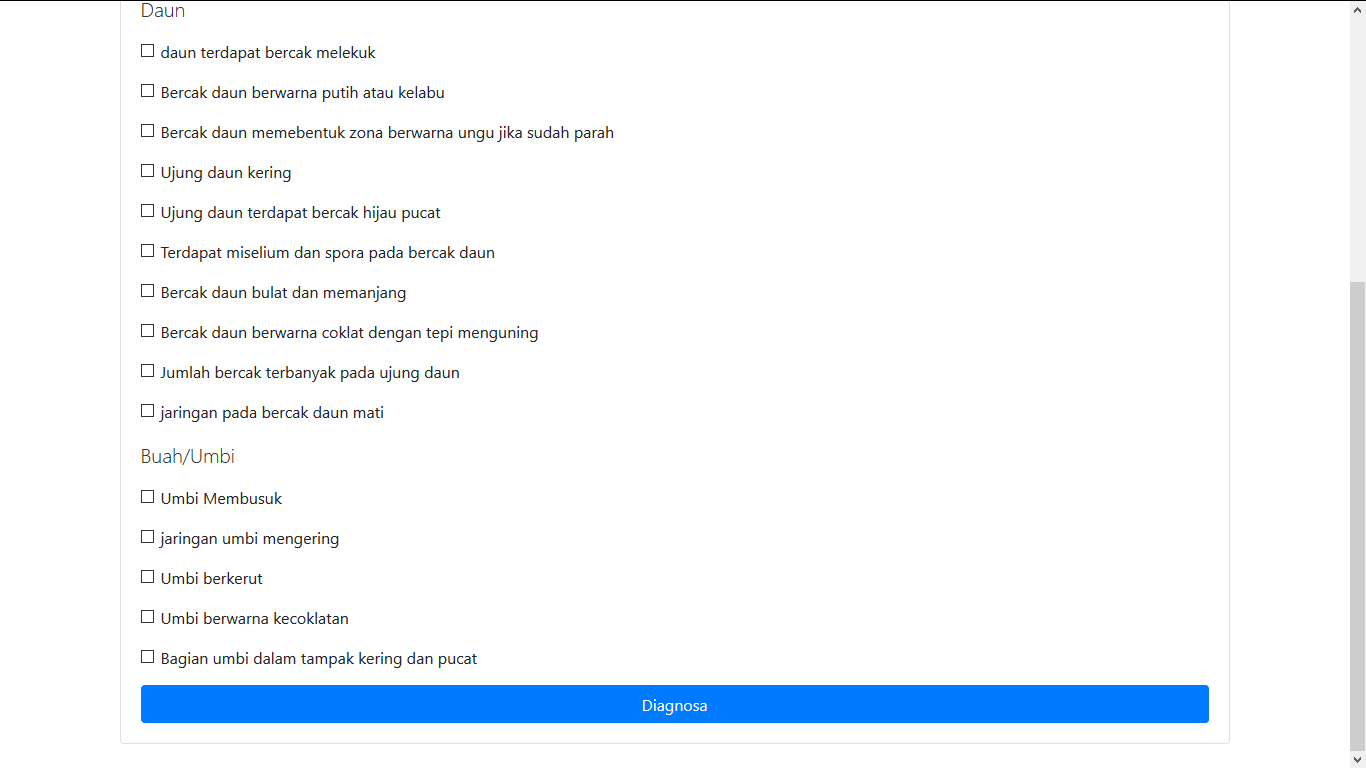 Daun
daun terdapat bercak melekuk
Bercak daun berwarna putih atau kelabu
Bercak daun memebentuk zona berwarna ungu jika sudah parah
Ujung daun kering
Ujung daun terdapat bercak hijau pucat
Terdapat miselium dan spora pada bercak daun
Bercak daun bulat dan memanjang
Bercak daun berwarna coklat dengan tepi menguning
Jumlah bercak terbanyak pada ujung daun
jaringan pada bercak daun mati
Buah/Umbi
Umbi Membusuk
jaringan umbi mengering
Umbi berkerut
Umbi berwarna kecoklatan
Bagian umbi dalam tampak kering dan pucat
Diagnosa